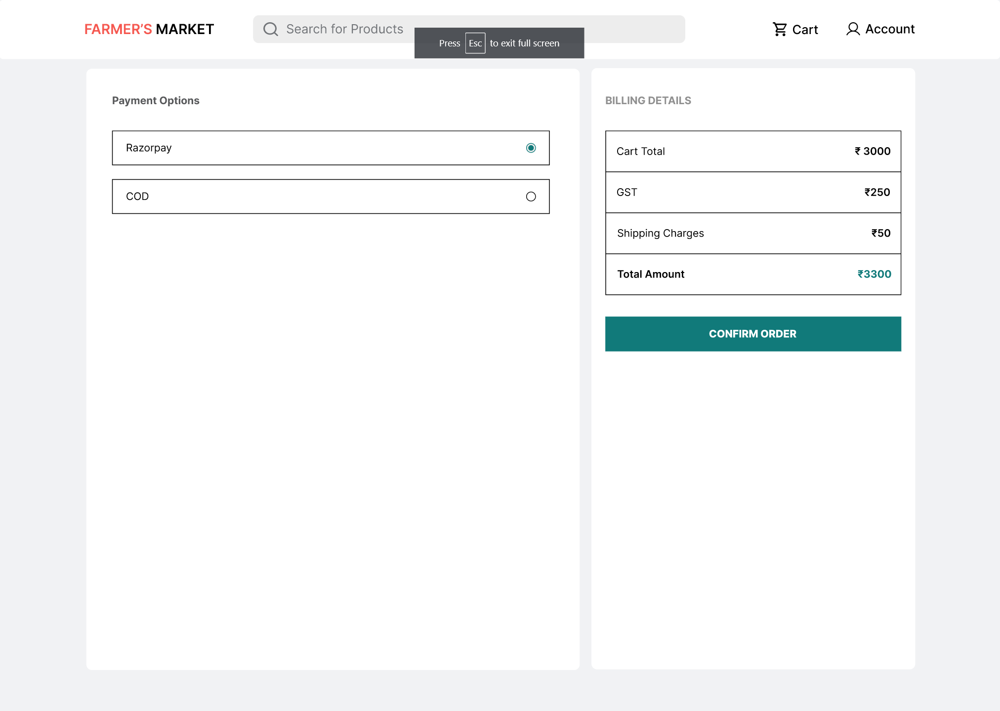 FARMER’S MARKET
Search for Products
Cart
Account
Press Esc to exit full screen
Payment Options
Razorpay
COD
BILLING DETAILS
Cart Total ₹ 3000
GST ₹250
Shipping Charges ₹50
Total Amount ₹3300
CONFIRM ORDER